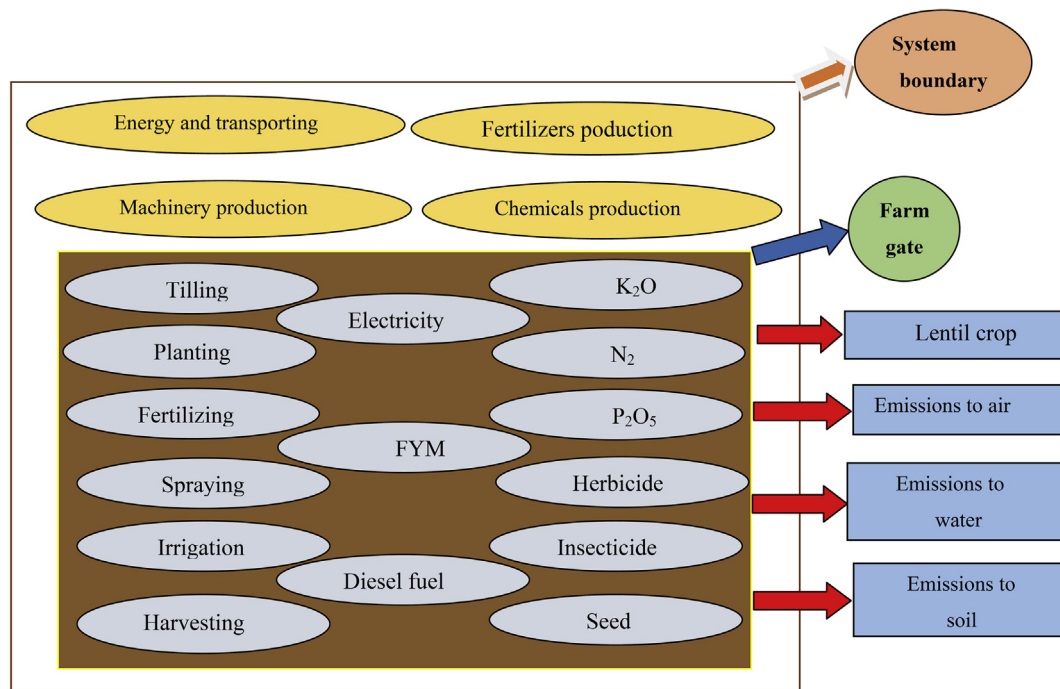 System
boundary
Energy and transporting
Fertilizers poduction
Machinery production
Chemicals production
Farm
gate
Tilling
K₂O
Electricity
Planting
N₂
Lentil crop
Fertilizing
P₂O₅
Emissions to air
FYM
Spraying
Herbicide
Emissions to
water
Irrigation
Insecticide
Diesel fuel
Harvesting
Seed
Emissions to
soil